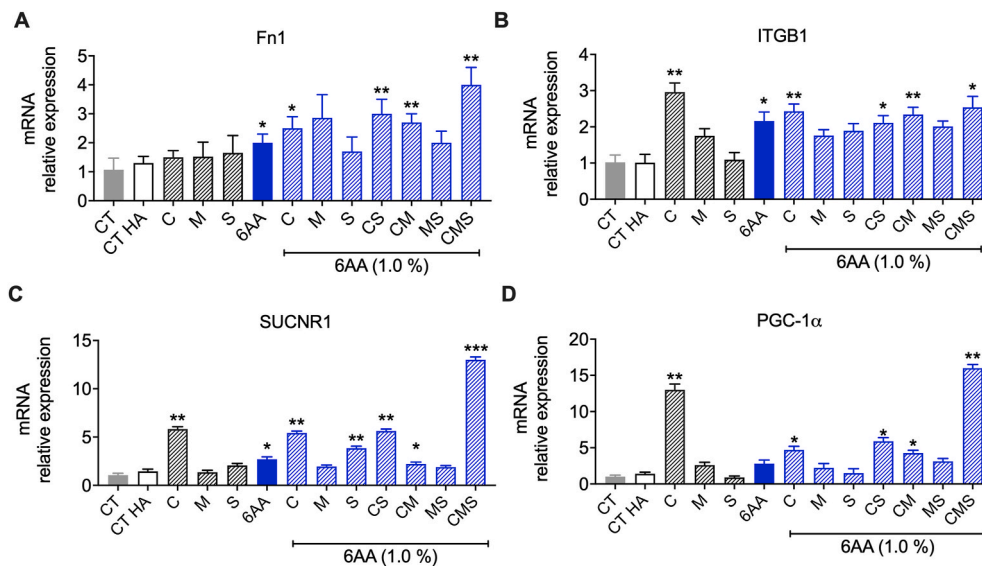 A
Fn1
mRNA
relative expression
5
4
3
2
1
0
* * ** ** **
CT CT HA C M S 6AA C M S CS CM MS CMS
6AA (1.0 %)
B
ITGB1
mRNA
relative expression
4
3
2
1
0
** * ** * ** *
CT CT HA C M S 6AA C M S CS CM MS CMS
6AA (1.0 %)
C
SUCNR1
mRNA
relative expression
15
10
5
0
** * ** ** ** * ***
CT CT HA C M S 6AA C M S CS CM MS CMS
6AA (1.0 %)
D
PGC-1α
mRNA
relative expression
20
15
10
5
0
** * * * **
CT CT HA C M S 6AA C M S CS CM MS CMS
6AA (1.0 %)